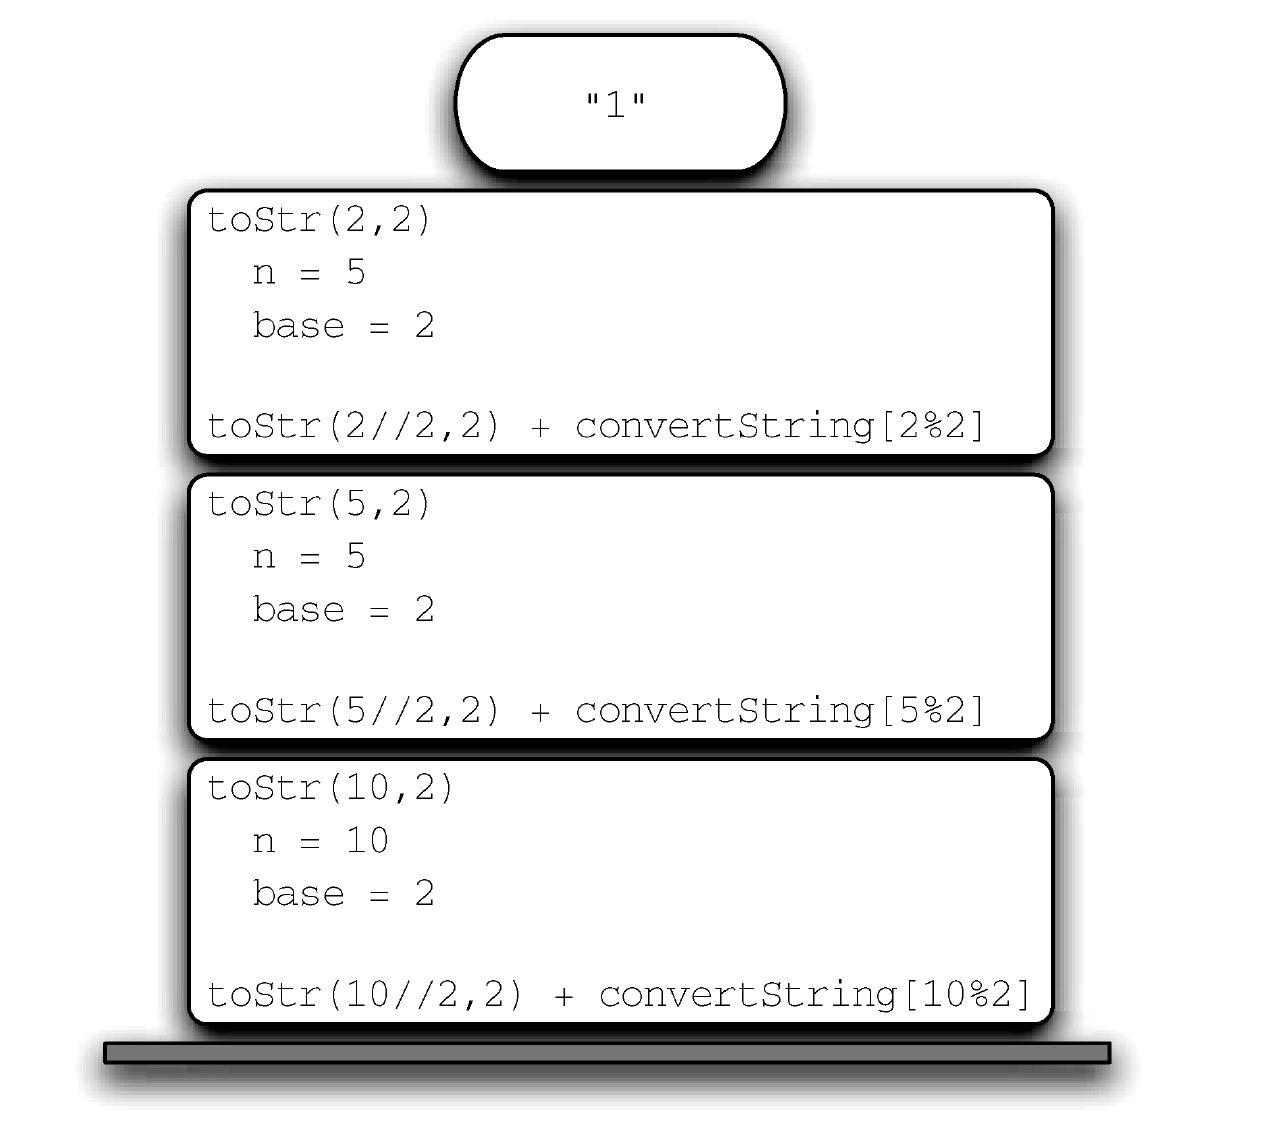 "1"
toStr(2,2)
n = 5
base = 2
toStr(2//2,2) + convertString[2%2]
toStr(5,2)
n = 5
base = 2
toStr(5//2,2) + convertString[5%2]
toStr(10,2)
n = 10
base = 2
toStr(10//2,2) + convertString[10%2]